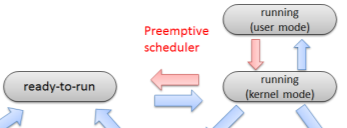 running
(user mode)
Preemptive
scheduler
ready-to-run
running
(kernel mode)